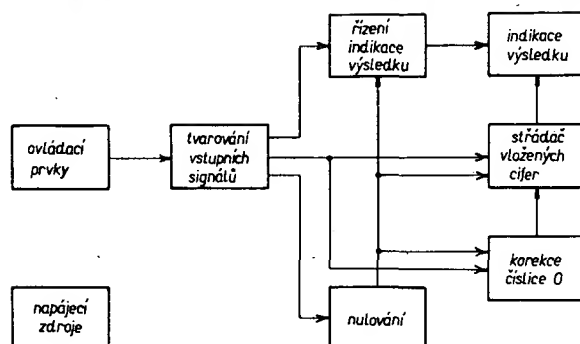 řízení
indikace
výsledku
indikace
výsledku
ovládací
prvky
tvarování
vstupních
signálů
střádač
vložených
cifer
korekce
číslice 0
napájecí
zdroje
nulování